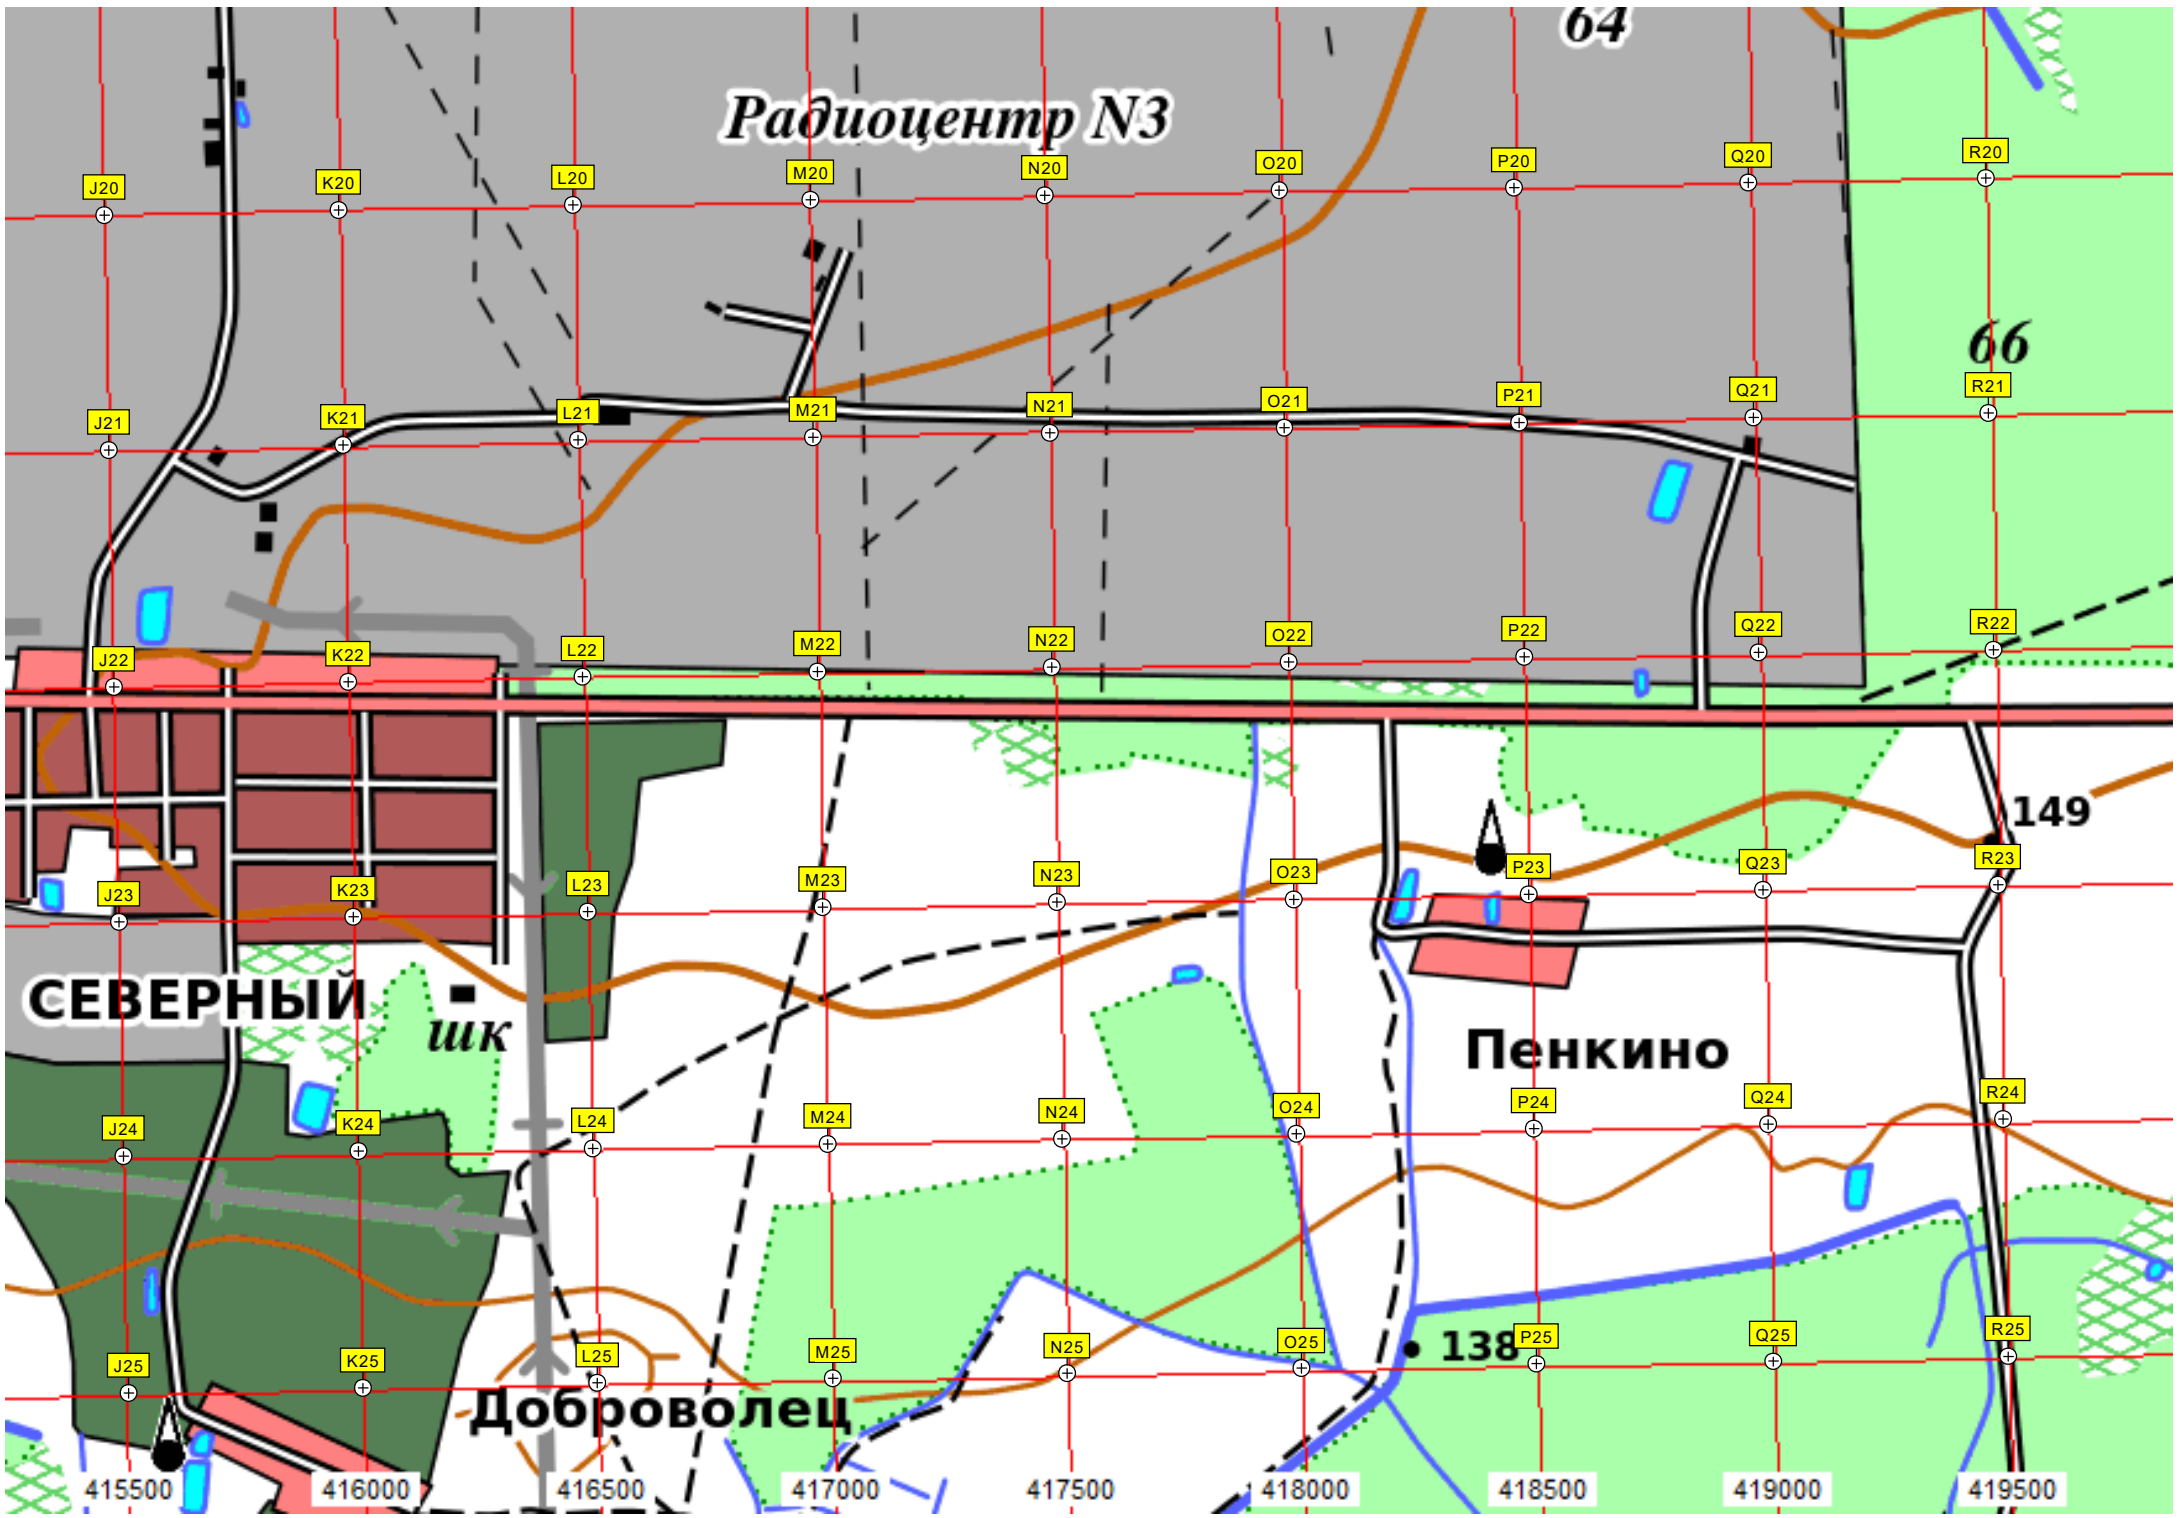 64
Радиоцентр N3
J20 K20 L20 M20 N20 O20 P20 Q20 R20
66
J21 K21 L21 M21 N21 O21 P21 Q21 R21
J22 K22 L22 M22 N22 O22 P22 Q22 R22
149
J23 K23 L23 M23 N23 O23 P23 Q23 R23
СЕВЕРНЫЙ
шк
Пенкино
J24 K24 L24 M24 N24 O24 P24 Q24 R24
138
J25 K25 L25 M25 N25 O25 P25 Q25 R25
Доброволец
415500 416000 416500 417000 417500 418000 418500 419000 419500